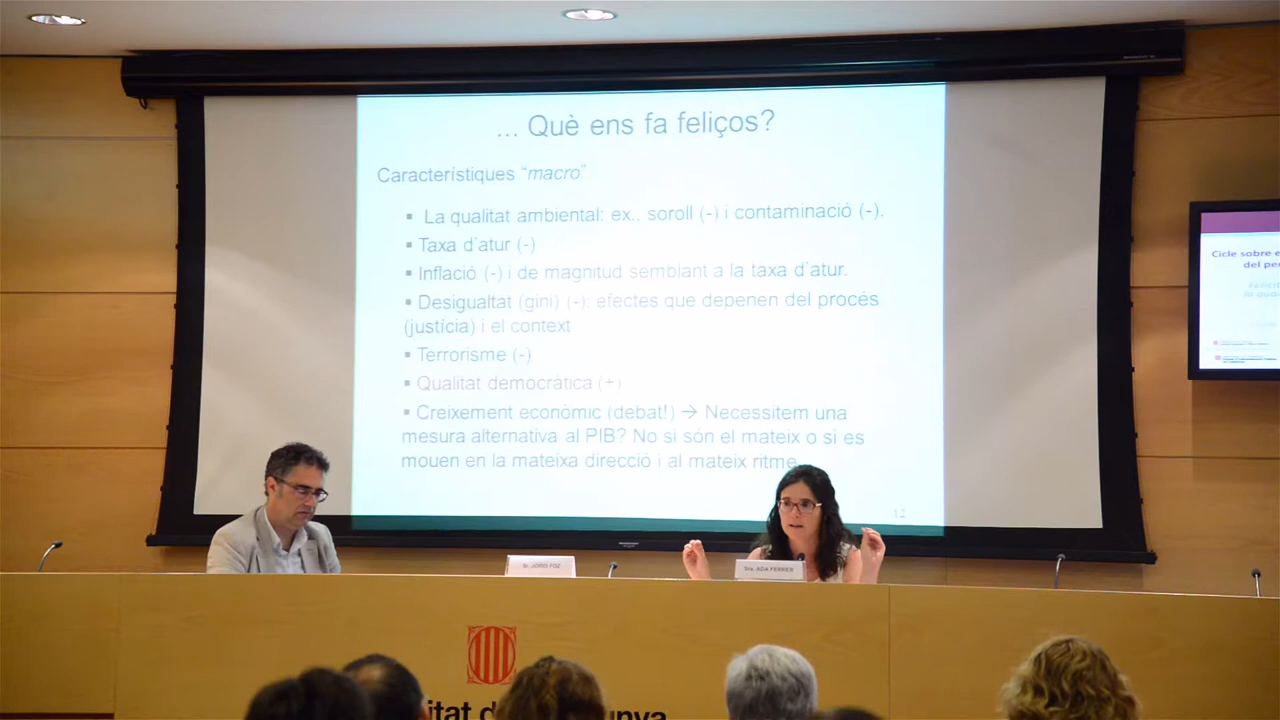 ... Què ens fa feliços?
Característiques “macro”
▪ La qualitat ambiental: ex., soroll (-) i contaminació (-).
▪ Taxa d’atur (-)
▪ Inflació (-) i de magnitud semblant a la taxa d’atur.
▪ Desigualtat (gini) (-): efectes que depenen del procés
(justícia) i el context
▪ Terrorisme (-)
▪ Qualitat democràtica (+)
▪ Creixement econòmic (debat!) → Necessitem una
mesura alternativa al PIB? No si són el mateix o si es
mouen en la mateixa direcció i al mateix ritme
12
Cicle sobre e
del pe
Sr. JORDI FOZ
Sra. ADA FERRER
itat d
unya